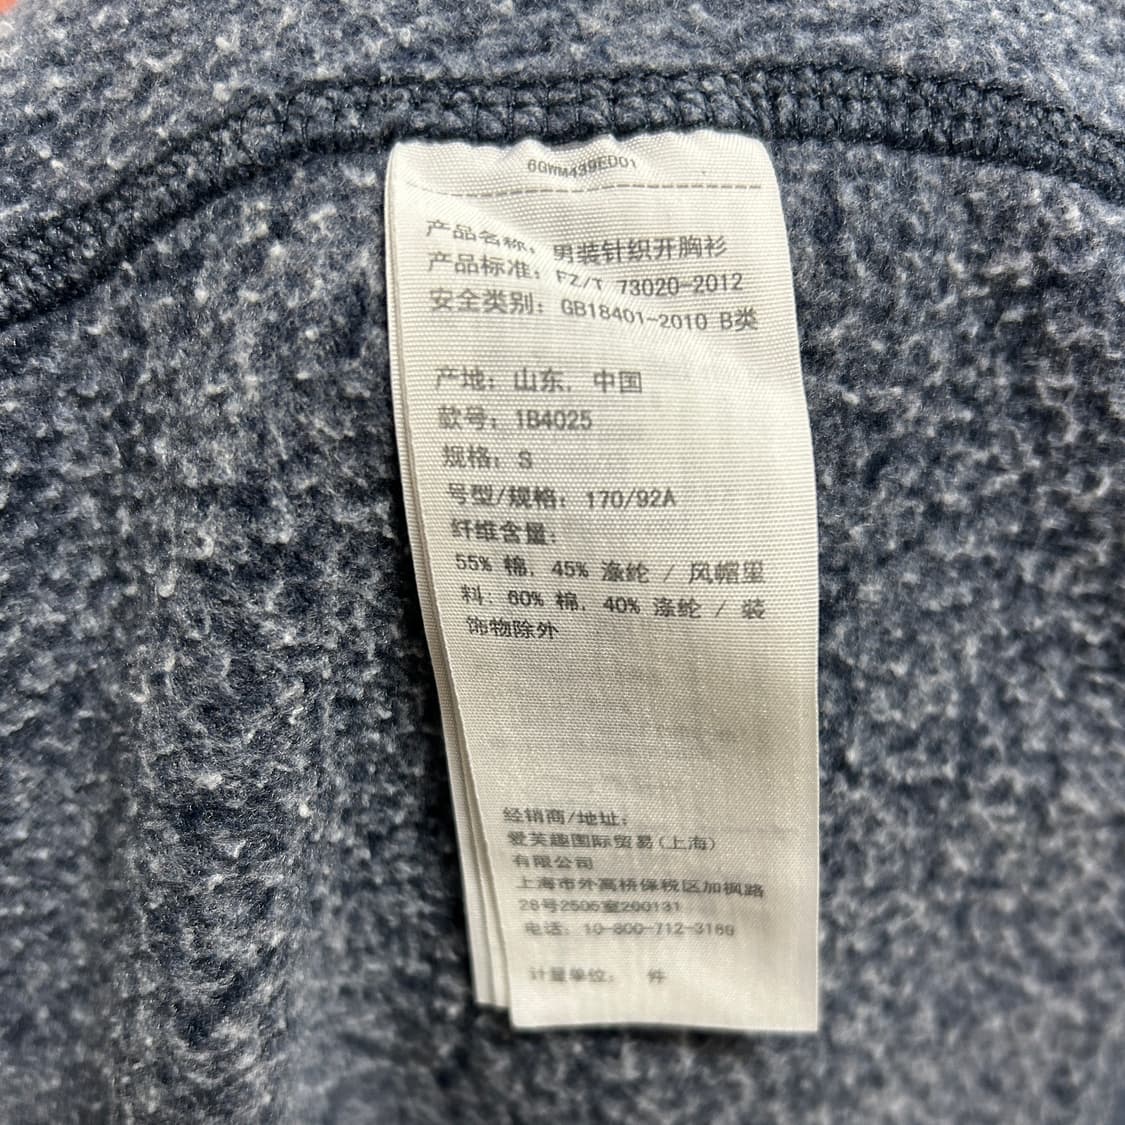 6GWM439ED01
产品名称：男装针织开胸衫
产品标准：FZ/T 73020-2012
安全类别：GB18401-2010 B类
产地：山东，中国
款号：1B4025
规格：S
号型/规格：170/92A
纤维含量：
55% 棉，45% 涤纶 / 风帽里
料：60% 棉，40% 涤纶 / 装
饰物除外
经销商/地址：
爱芙趣国际贸易(上海)
有限公司
上海市外高桥保税区加枫路
28号2505室200131
电话：10-800-712-3189
计量单位： 件